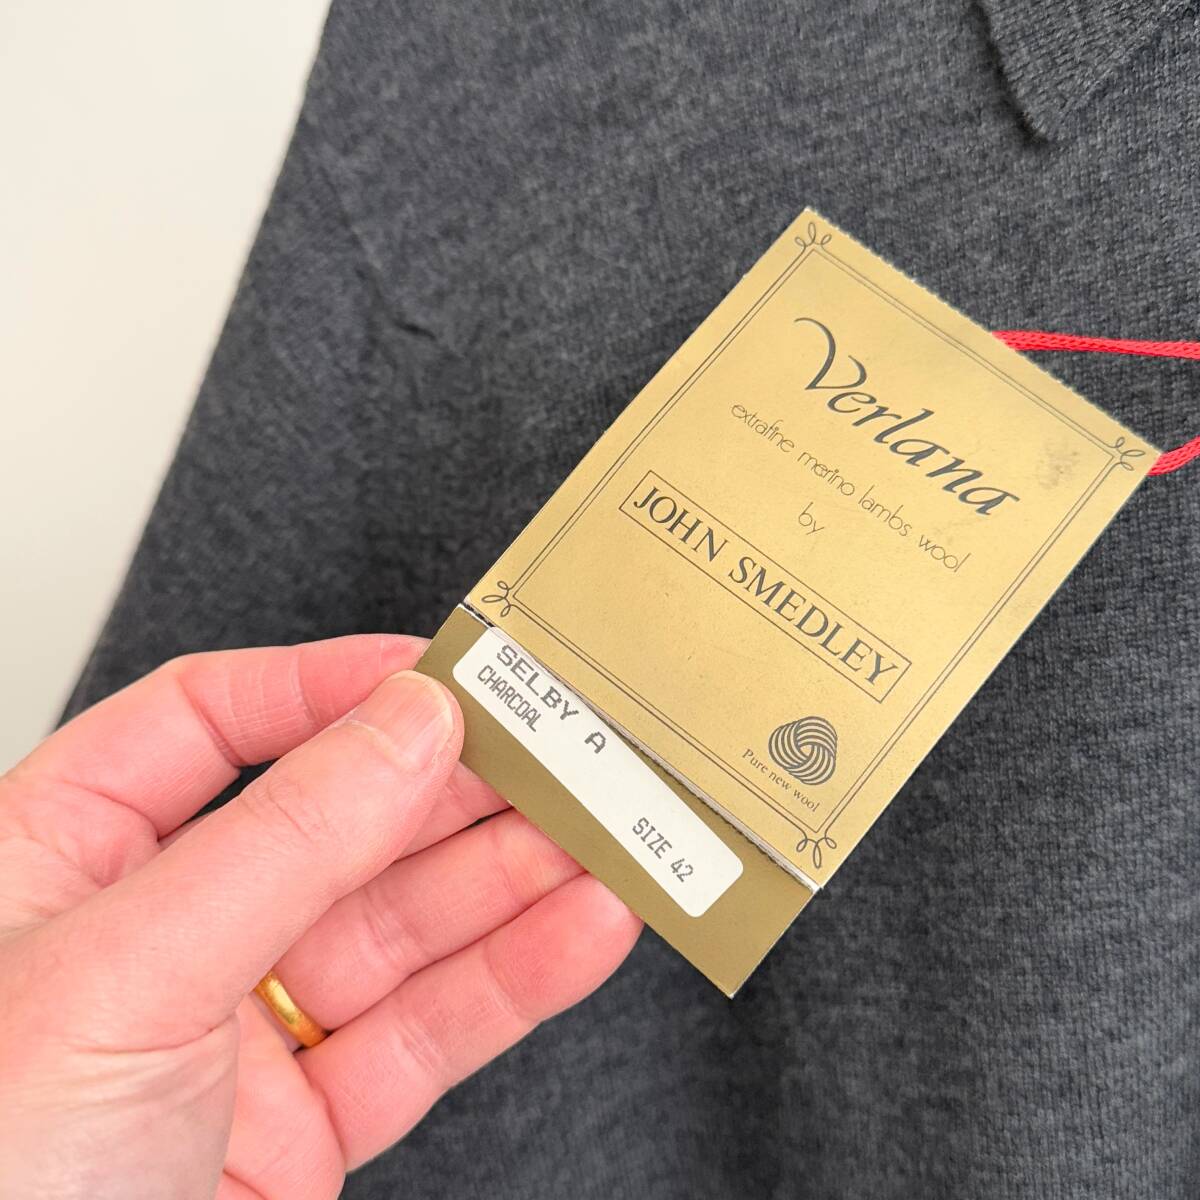 Verlana
extrafine merino lambs wool
by
JOHN SMEDLEY
Pure new wool
SELBY A
CHARCOAL
SIZE 42